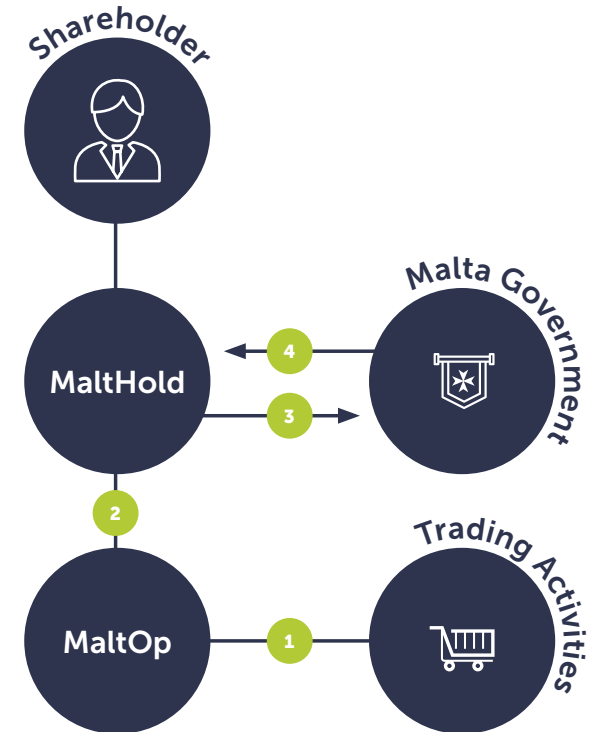 Shareholder
Malta Government
4
MaltHold
3
2
Trading Activities
MaltOp
1